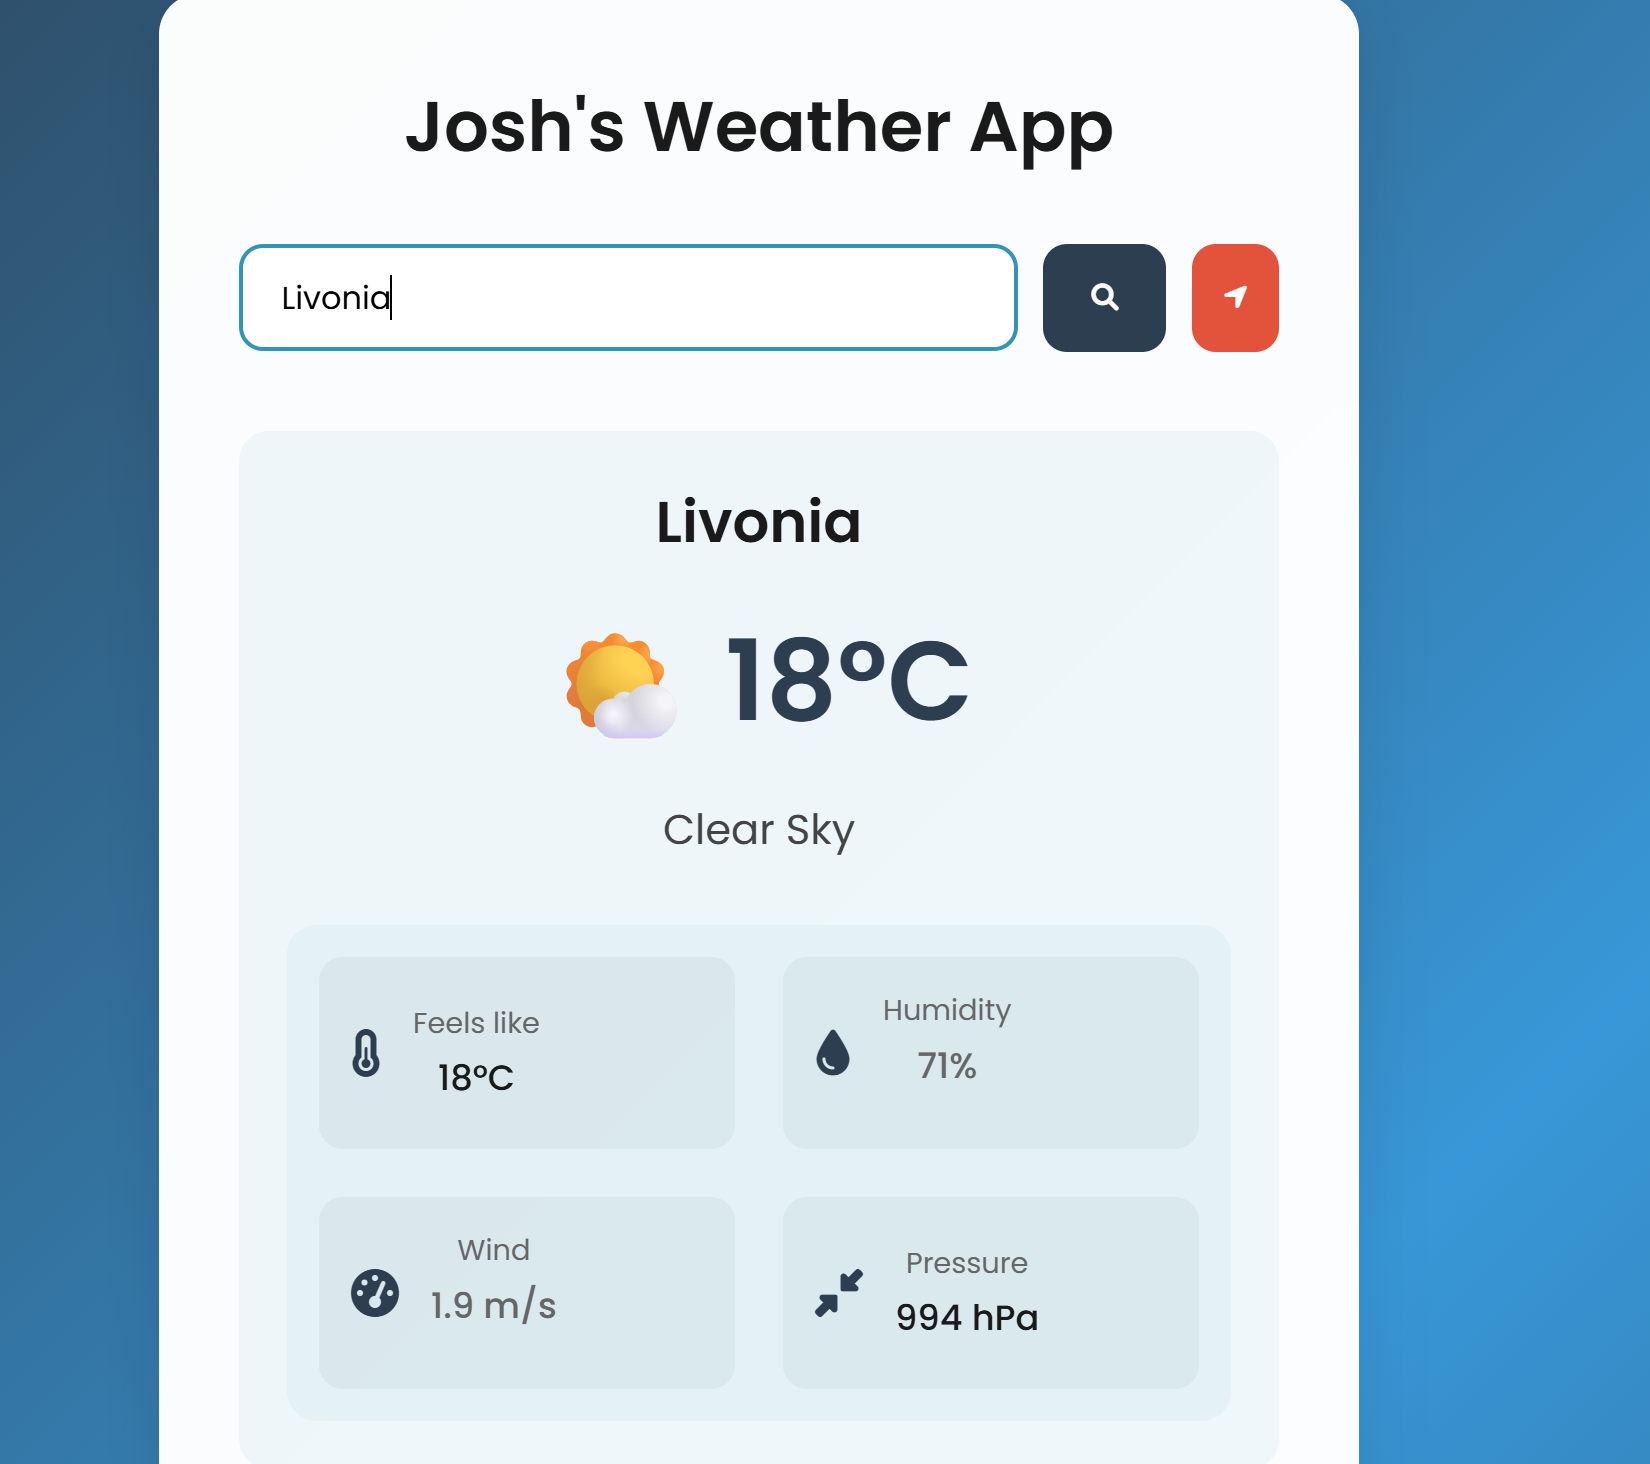 Josh's Weather App
Livonia
Livonia
18°C
Clear Sky
Feels like
18°C
Humidity
71%
Wind
1.9 m/s
Pressure
994 hPa